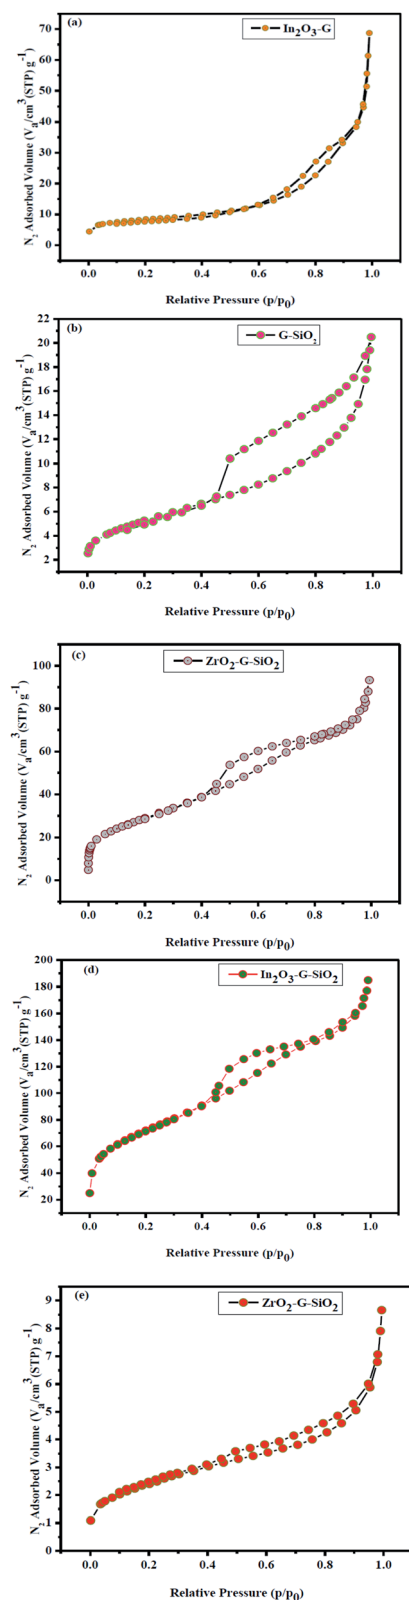 (a)
In₂O₃-G
N₂ Adsorbed Volume (Vₐ/cm³(STP) g⁻¹)
70
60
50
40
30
20
10
0
0.0 0.2 0.4 0.6 0.8 1.0
Relative Pressure (p/p₀)
(b)
G-SiO₂
N₂ Adsorbed Volume (Vₐ/cm³(STP) g⁻¹)
22
20
18
16
14
12
10
8
6
4
2
0.0 0.2 0.4 0.6 0.8 1.0
Relative Pressure (p/p₀)
(c)
ZrO₂-G-SiO₂
N₂ Adsorbed Volume (Vₐ/cm³(STP) g⁻¹)
100
80
60
40
20
0
0.0 0.2 0.4 0.6 0.8 1.0
Relative Pressure (p/p₀)
(d)
In₂O₃-G-SiO₂
N₂ Adsorbed Volume (Vₐ/cm³(STP) g⁻¹)
200
180
160
140
120
100
80
60
40
20
0.0 0.2 0.4 0.6 0.8 1.0
Relative Pressure (p/p₀)
(e)
ZrO₂-G-SiO₂
N₂ Adsorbed Volume (Vₐ/cm³(STP) g⁻¹)
9
8
7
6
5
4
3
2
1
0
0.0 0.2 0.4 0.6 0.8 1.0
Relative Pressure (p/p₀)